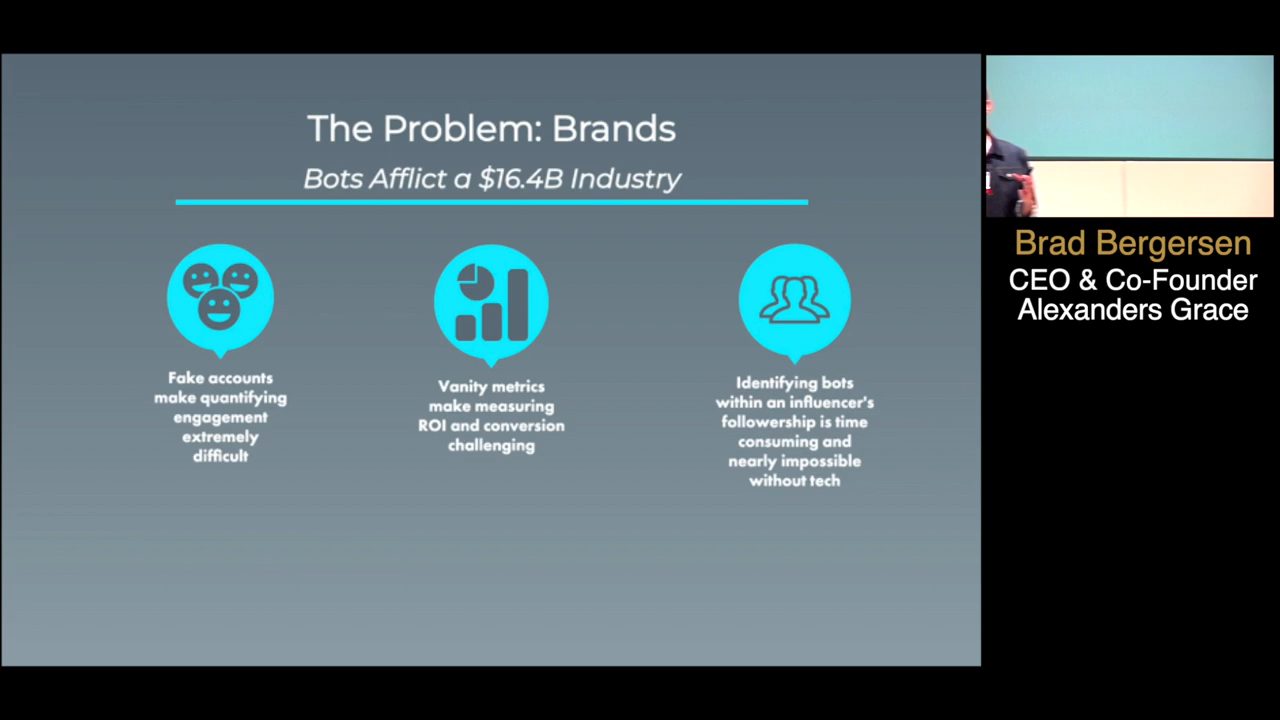 The Problem: Brands
Bots Afflict a $16.4B Industry
Fake accounts
make quantifying
engagement
extremely
difficult
Vanity metrics
make measuring
ROI and conversion
challenging
Identifying bots
within an influencer's
followership is time
consuming and
nearly impossible
without tech
Brad Bergersen
CEO & Co-Founder
Alexanders Grace